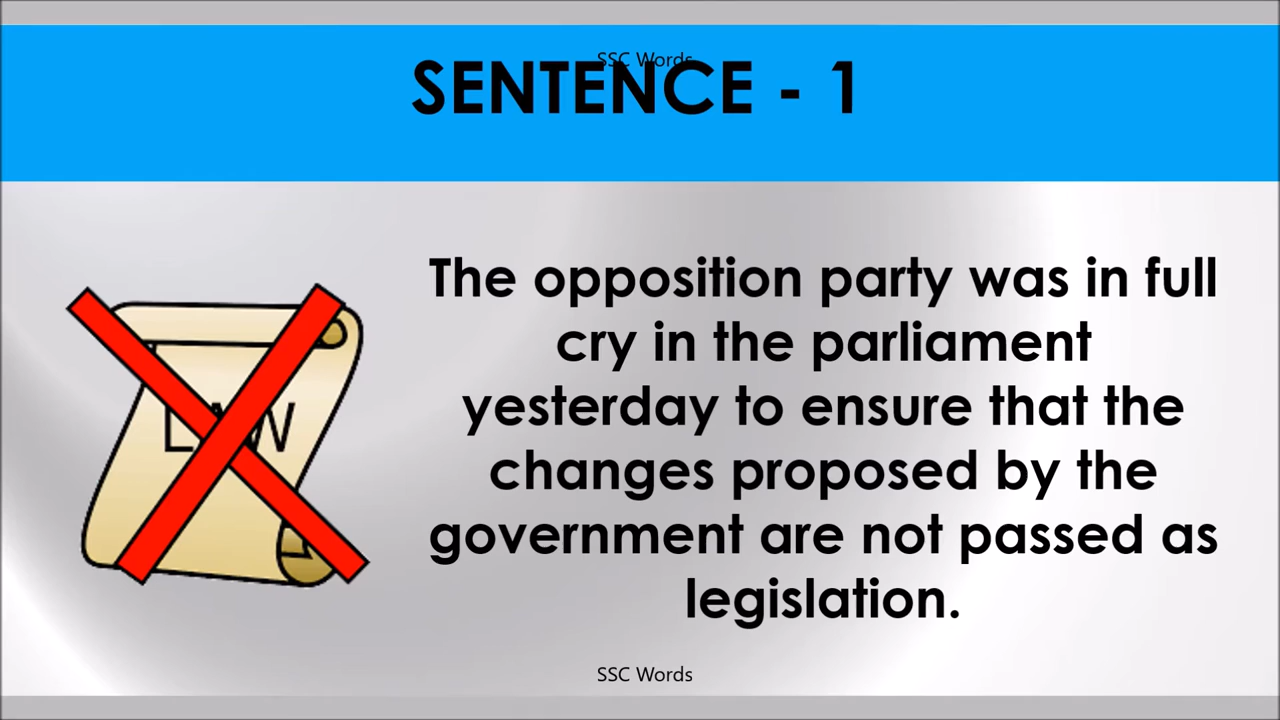 SSC Words
SENTENCE - 1
The opposition party was in full
cry in the parliament
yesterday to ensure that the
changes proposed by the
government are not passed as
legislation.
LAW
SSC Words